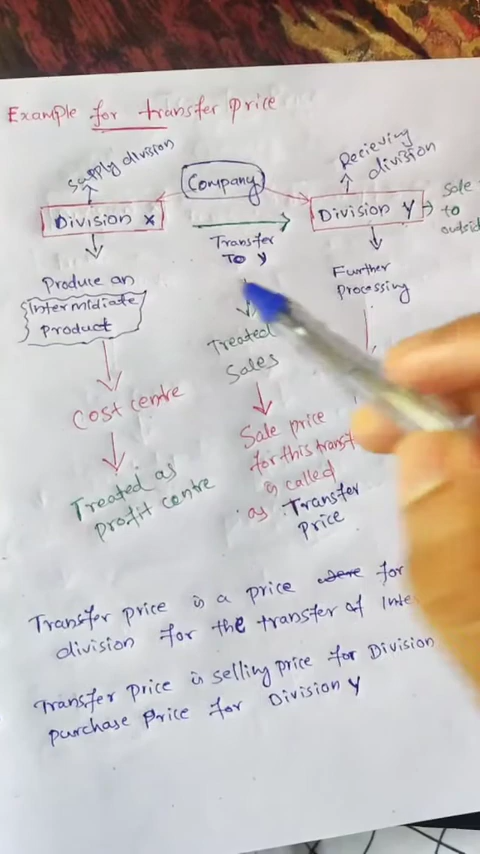 Example for transfer price
Supply division
Company
Recieving
division
Division X
Division Y
Sale
to
outsid
Transfer
To Y
Produce an
Intermidiate
Product
Further
Processing
Treated
Sales
Cost centre
Sale price
for this transf
is called
as Transfer
Price
Treated as
profit centre
Transfer price is a price where for
division for the transfer of Inte
Transfer price is selling price for Division
purchase price for Division Y